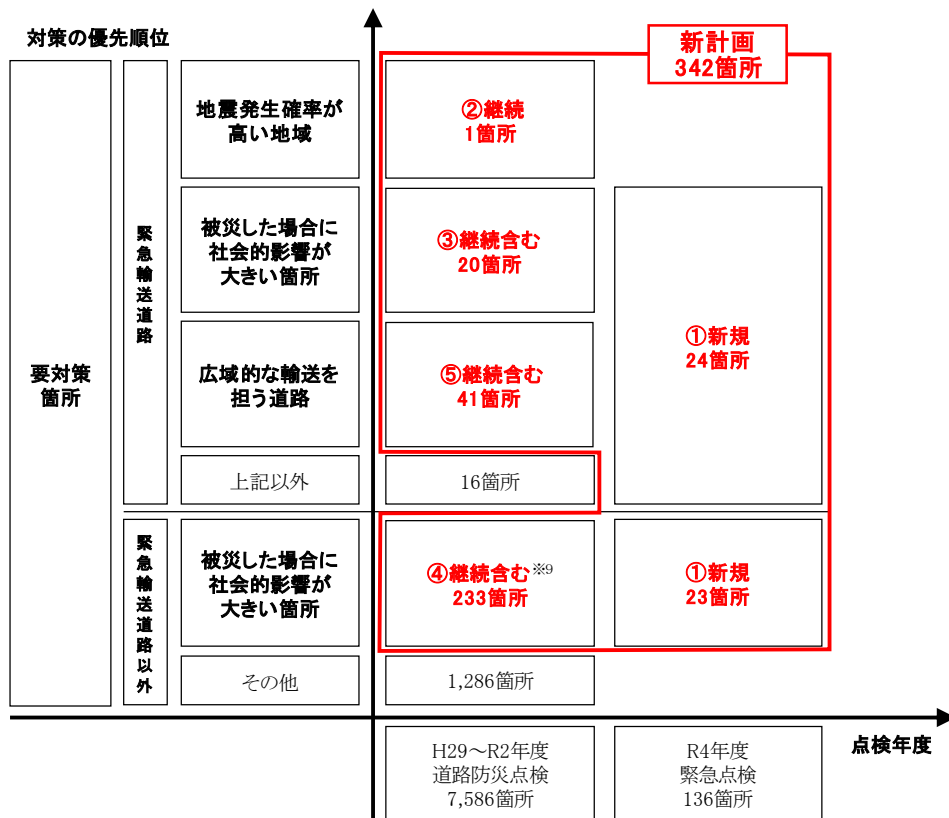 対策の優先順位
新計画
342箇所
要対策
箇所
緊急輸送道路
地震発生確率が
高い地域
②継続
1箇所
被災した場合に
社会的影響が
大きい箇所
③継続含む
20箇所
①新規
24箇所
広域的な輸送を
担う道路
⑤継続含む
41箇所
上記以外
16箇所
緊急輸送道路以外
被災した場合に
社会的影響が
大きい箇所
④継続含む※9
233箇所
①新規
23箇所
その他
1,286箇所
点検年度
H29～R2年度
道路防災点検
7,586箇所
R4年度
緊急点検
136箇所